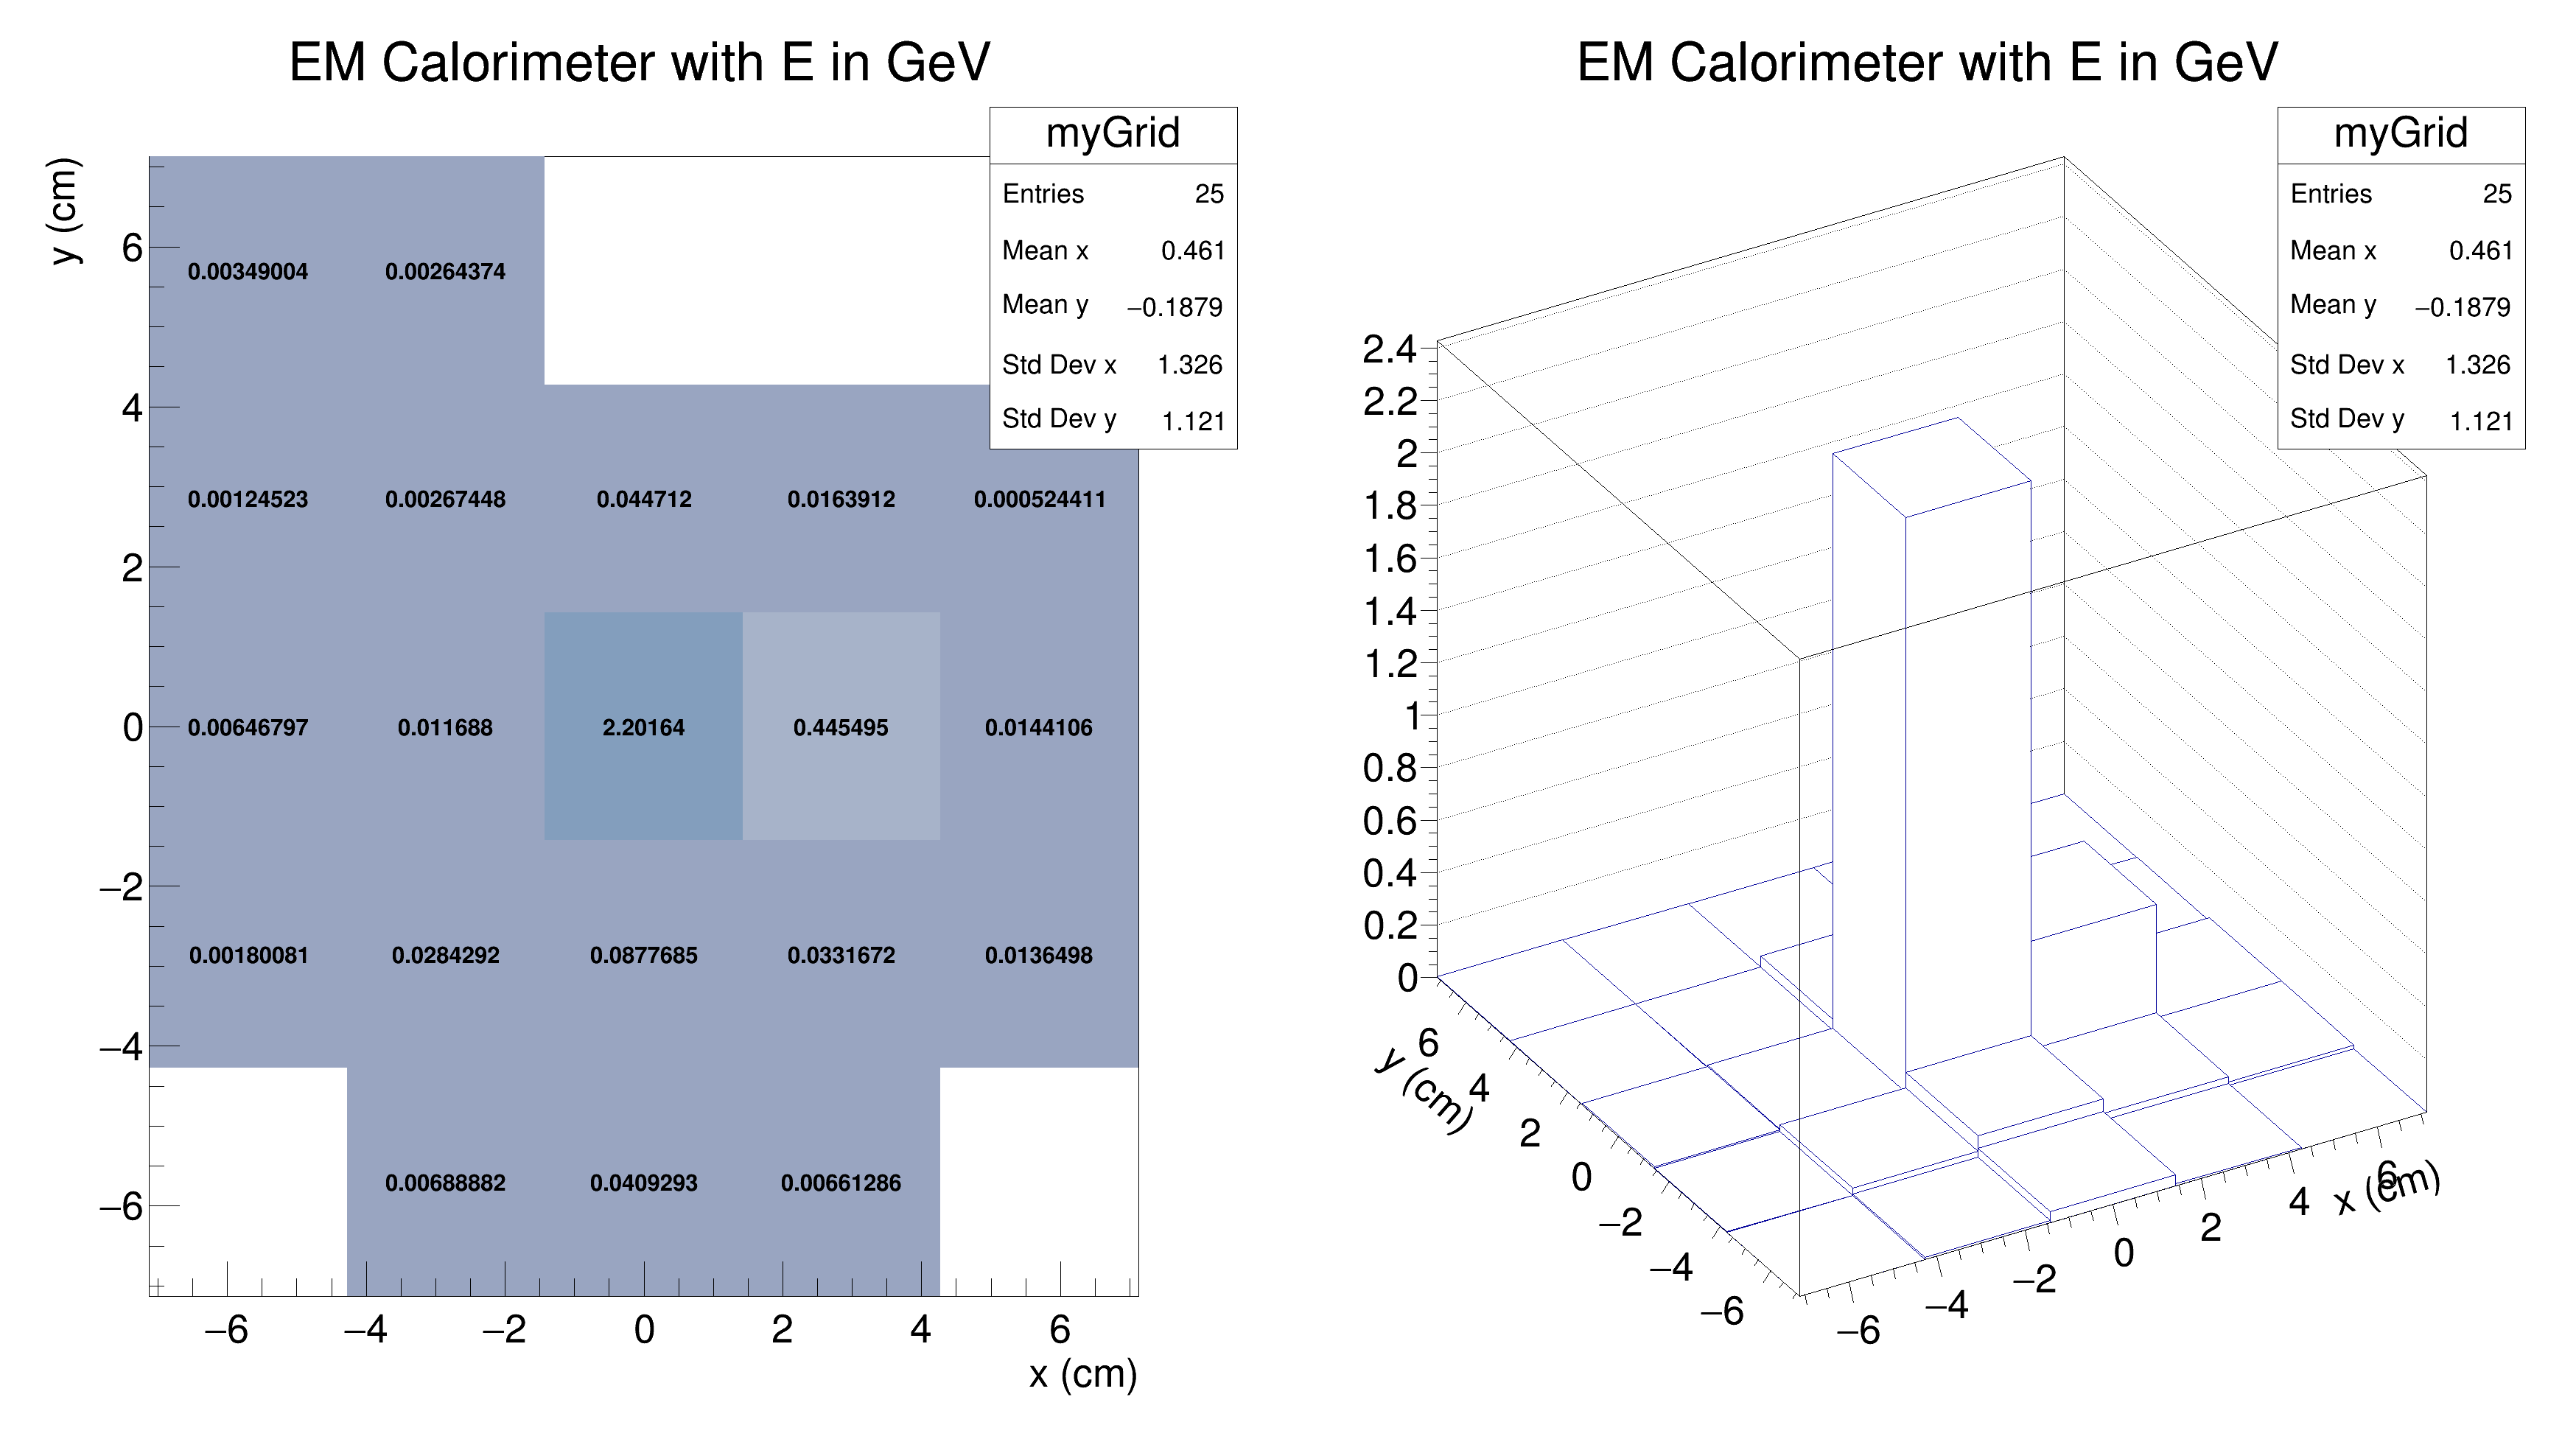 EM Calorimeter with E in GeV
myGrid
Entries 25
Mean x 0.461
Mean y −0.1879
Std Dev x 1.326
Std Dev y 1.121
y (cm)
6
4
2
0
−2
−4
−6
0.00349004 0.00264374
0.00124523 0.00267448 0.044712 0.0163912 0.000524411
0.00646797 0.011688 2.20164 0.445495 0.0144106
0.00180081 0.0284292 0.0877685 0.0331672 0.0136498
0.00688882 0.0409293 0.00661286
−6 −4 −2 0 2 4 6
x (cm)
EM Calorimeter with E in GeV
myGrid
Entries 25
Mean x 0.461
Mean y −0.1879
Std Dev x 1.326
Std Dev y 1.121
2.4
2.2
2
1.8
1.6
1.4
1.2
1
0.8
0.6
0.4
0.2
0
6
4
2
0
−2
−4
−6
y (cm)
−6 −4 −2 0 2 4 6
x (cm)